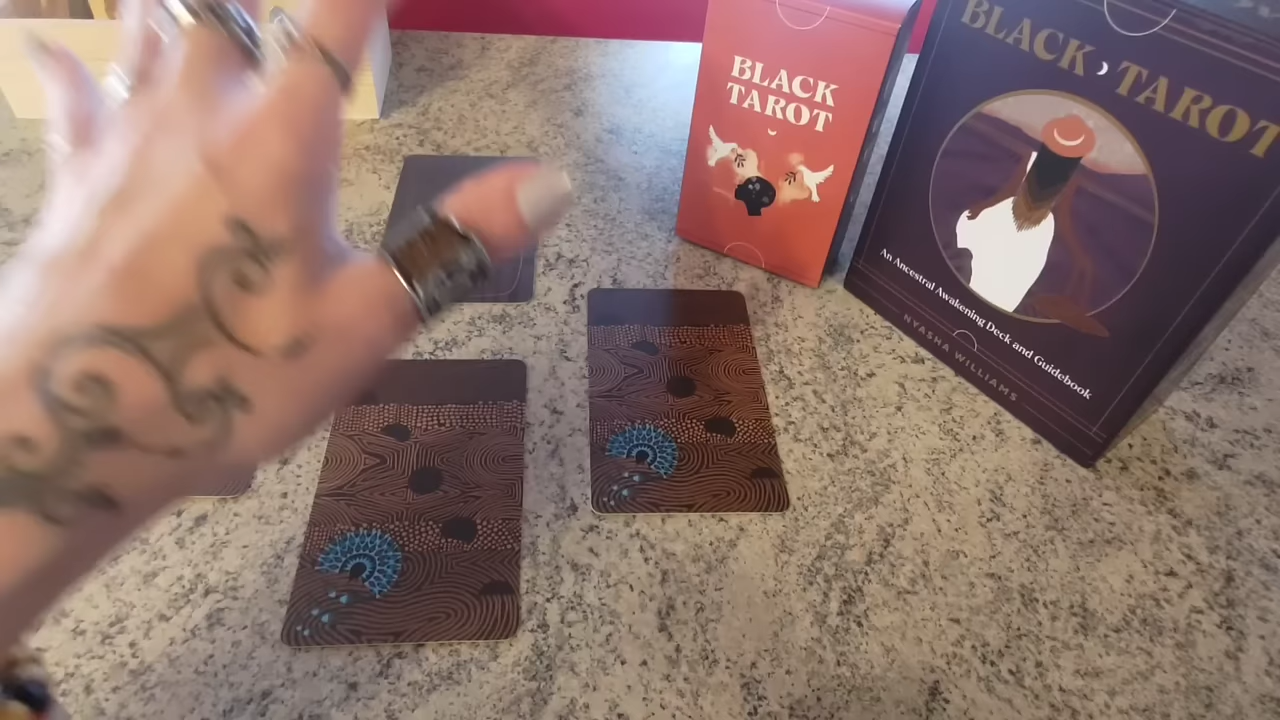 BLACK
TAROT
BLACK TAROT
An Ancestral Awakening Deck and Guidebook
NYASHA WILLIAMS